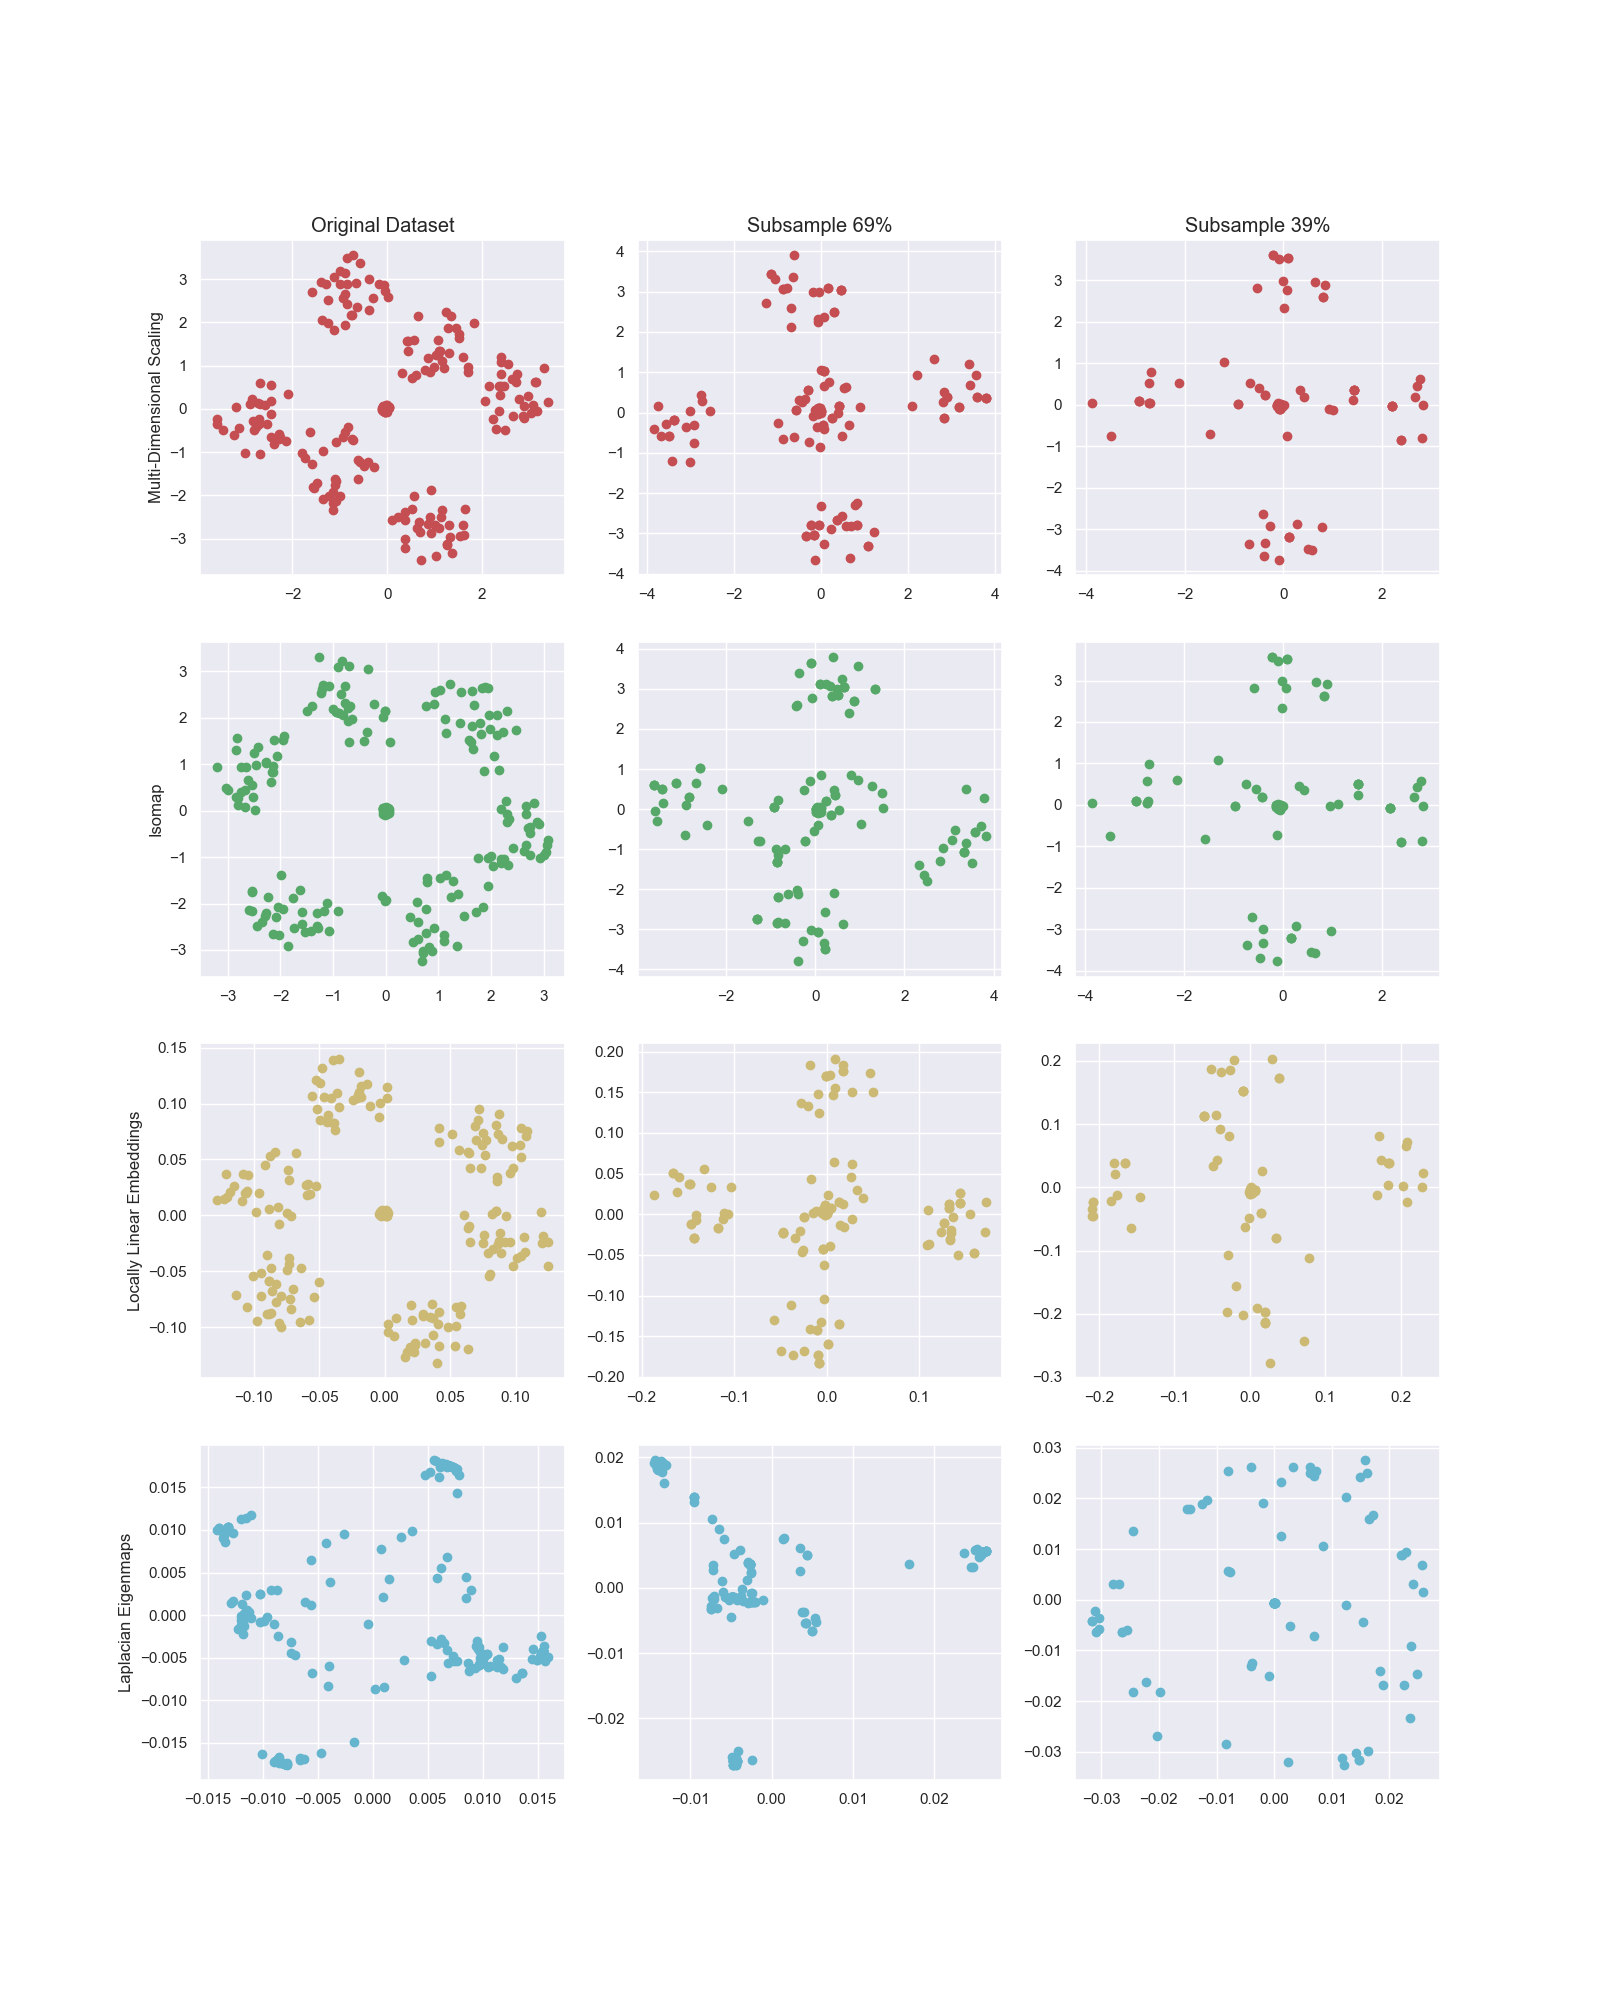 Original Dataset Subsample 69% Subsample 39%
Multi-Dimensional Scaling
3 2 1 0 −1 −2 −3
−2 0 2
4 3 2 1 0 −1 −2 −3 −4
−4 −2 0 2 4
3 2 1 0 −1 −2 −3 −4
−4 −2 0 2
Isomap
3 2 1 0 −1 −2 −3
−3 −2 −1 0 1 2 3
4 3 2 1 0 −1 −2 −3 −4
−2 0 2 4
3 2 1 0 −1 −2 −3 −4
−4 −2 0 2
Locally Linear Embeddings
0.15 0.10 0.05 0.00 −0.05 −0.10
−0.10 −0.05 0.00 0.05 0.10
0.20 0.15 0.10 0.05 0.00 −0.05 −0.10 −0.15 −0.20
−0.2 −0.1 0.0 0.1
0.2 0.1 0.0 −0.1 −0.2 −0.3
−0.2 −0.1 0.0 0.1 0.2
Laplacian Eigenmaps
0.015 0.010 0.005 0.000 −0.005 −0.010 −0.015
−0.015 −0.010 −0.005 0.000 0.005 0.010 0.015
0.02 0.01 0.00 −0.01 −0.02
−0.01 0.00 0.01 0.02
0.03 0.02 0.01 0.00 −0.01 −0.02 −0.03
−0.03 −0.02 −0.01 0.00 0.01 0.02